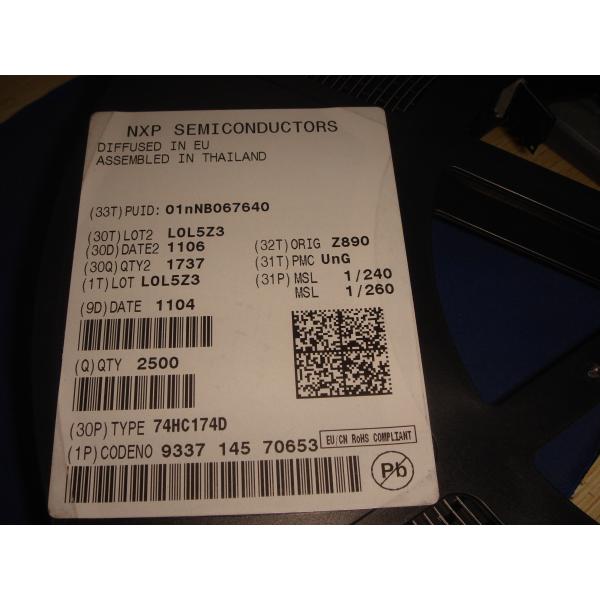 NXP SEMICONDUCTORS
DIFFUSED IN EU
ASSEMBLED IN THAILAND
(33T)PUID: 01nNB067640
(30T)LOT2 L0L5Z3
(30D)DATE2 1106 (32T)ORIG Z890
(30Q)QTY2 1737 (31T)PMC UnG
(1T)LOT L0L5Z3 (31P)MSL 1/240
MSL 1/260
(9D)DATE 1104
(Q)QTY 2500
(30P)TYPE 74HC174D
(1P)CODENO 9337 145 70653 EU/CN RoHS COMPLIANT
Pb